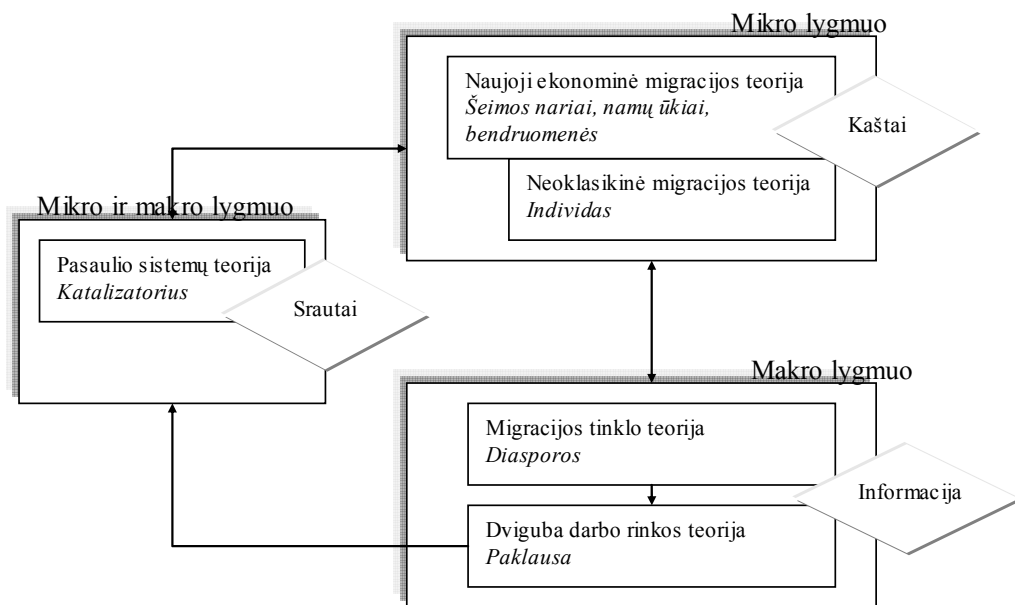 Mikro lygmuo
Naujoji ekonominė migracijos teorija
Šeimos nariai, namų ūkiai,
bendruomenės
Kaštai
Neoklasikinė migracijos teorija
Individas
Mikro ir makro lygmuo
Pasaulio sistemų teorija
Katalizatorius
Srautai
Makro lygmuo
Migracijos tinklo teorija
Diasporos
Informacija
Dviguba darbo rinkos teorija
Paklausa